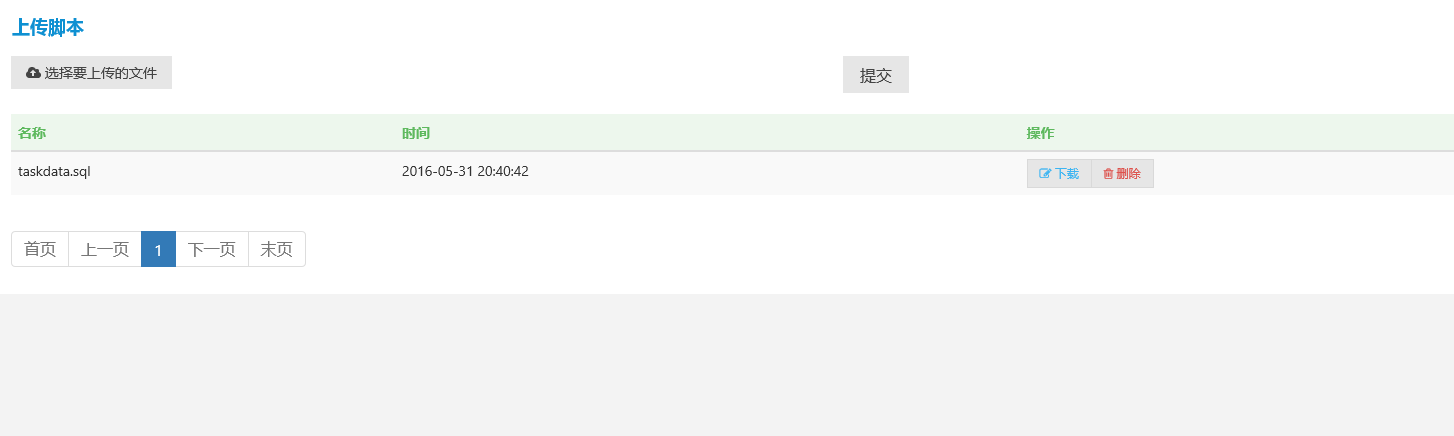 上传脚本
选择要上传的文件 提交
名称 时间 操作
taskdata.sql 2016-05-31 20:40:42 下载 删除
首页 上一页 1 下一页 末页